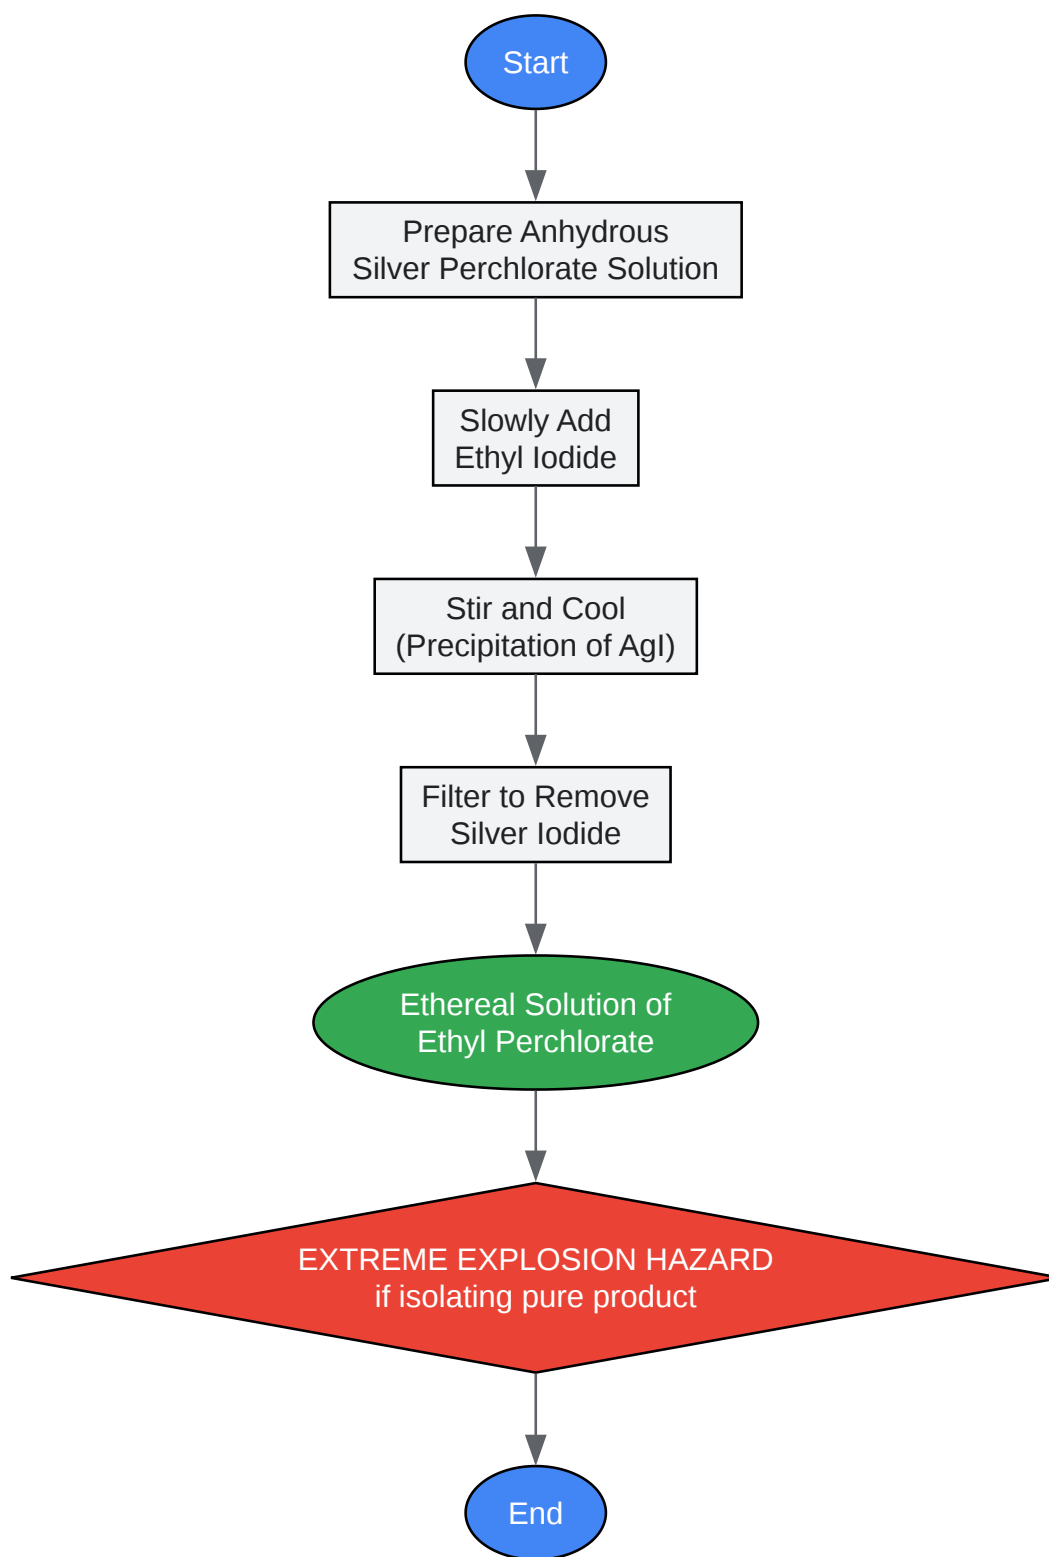 Start
Prepare Anhydrous
Silver Perchlorate Solution
Slowly Add
Ethyl Iodide
Stir and Cool
(Precipitation of AgI)
Filter to Remove
Silver Iodide
Ethereal Solution of
Ethyl Perchlorate
EXTREME EXPLOSION HAZARD
if isolating pure product
End